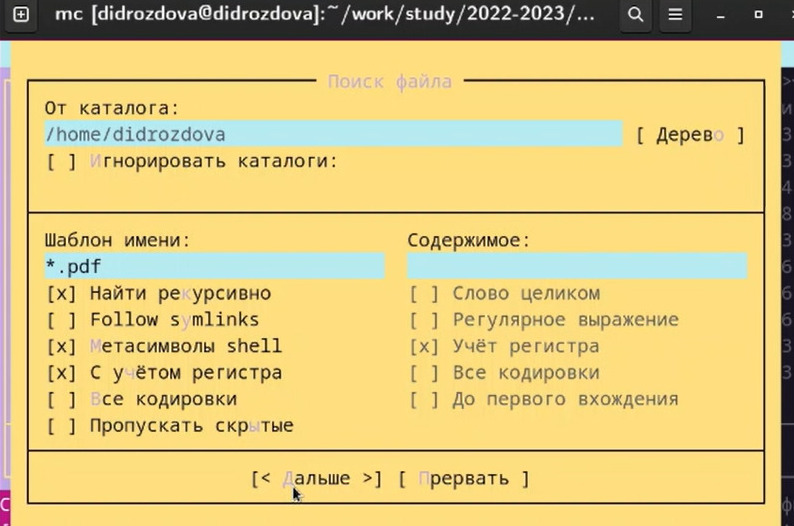 mc [didrozdova@didrozdova]:~/work/study/2022-2023/...
Поиск файла
От каталога:
/home/didrozdova [ Дерево ]
[ ] Игнорировать каталоги:
Шаблон имени:
*.pdf
[x] Найти рекурсивно
[ ] Follow symlinks
[x] Метасимволы shell
[x] С учётом регистра
[ ] Все кодировки
[ ] Пропускать скрытые
Содержимое:
[ ] Слово целиком
[ ] Регулярное выражение
[x] Учёт регистра
[ ] Все кодировки
[ ] До первого вхождения
[< Дальше >] [ Прервать ]